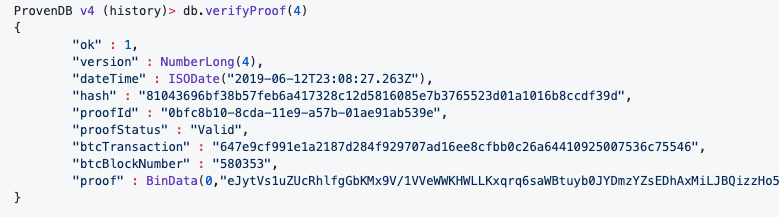 ProvenDB v4 (history)> db.verifyProof(4)
{
"ok" : 1,
"version" : NumberLong(4),
"dateTime" : ISODate("2019-06-12T23:08:27.263Z"),
"hash" : "81043696bf38b57feb6a417328c12d5816085e7b3765523d01a1016b8ccdf39d",
"proofId" : "0bfc8b10-8cda-11e9-a57b-01ae91ab539e",
"proofStatus" : "Valid",
"btcTransaction" : "647e9cf991e1a2187d284f929707ad16ee8cfbb0c26a64410925007536c75546",
"btcBlockNumber" : "580353",
"proof" : BinData(0,"eJytVs1uZUcRhlfgGbKMx9V/1VVeWWKHWLLKxqrq6saWBtuyb0JYDmzYZsEDhAxMiLJBQizzHo5
}